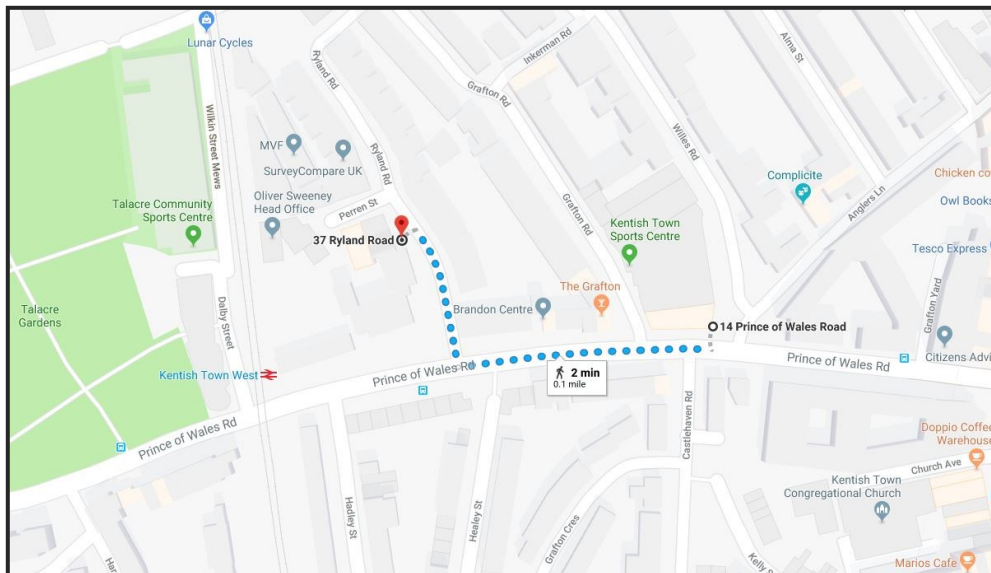 Lunar Cycles
Ryland Rd
Inkerman Rd
Grafton Rd
Alma St
Wilkin Street Mews
MVF
SurveyCompare UK
Ryland Rd
Willes Rd
Complicite
Anglers Ln
Chicken co
Owl Books
Oliver Sweeney
Head Office
Perren St
Talacre Community
Sports Centre
37 Ryland Road
Grafton Rd
Kentish Town
Sports Centre
Tesco Express
Talacre
Gardens
Dalby Street
The Grafton
Brandon Centre
14 Prince of Wales Road
Grafton Yard
Citizens Advi
Kentish Town West
Prince of Wales Rd
2 min
0.1 mile
Prince of Wales Rd
Prince of Wales Rd
Castlehaven Rd
Doppio Coffee
Warehouse
Church Ave
Kentish Town
Congregational Church
Hadley St
Healey St
Grafton Cres
Kelly S
Har
Marios Cafe